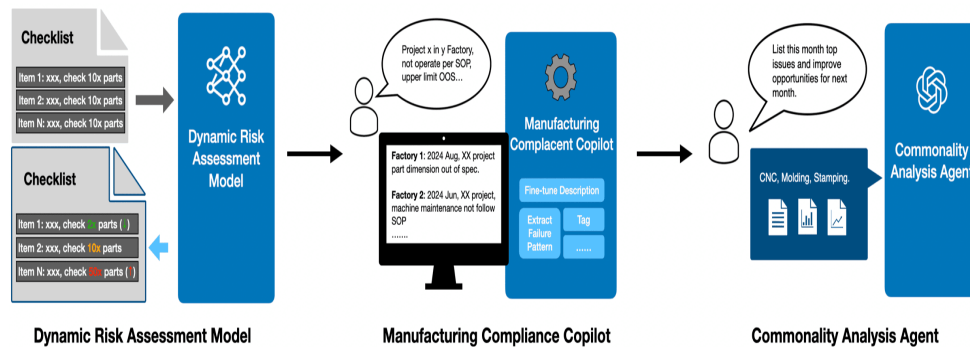 Checklist
Item 1: xxx, check 10x parts
Item 2: xxx, check 10x parts
Item N: xxx, check 10x parts
Checklist
Item 1: xxx, check parts ( )
Item 2: xxx, check 10x parts
Item N: xxx, check parts ( )
Dynamic Risk
Assessment
Model
Dynamic Risk Assessment Model
Project x in y Factory,
not operate per SOP,
upper limit OOS...
Factory 1: 2024 Aug, XX project
part dimension out of spec.
Factory 2: 2024 Jun, XX project,
machine maintenance not follow
SOP
.......
Manufacturing
Complacent Copilot
Fine-tune Description
Extract
Failure
Pattern
Tag
......
Manufacturing Compliance Copilot
List this month top
issues and improve
opportunities for next
month.
CNC, Molding, Stamping.
Commonality
Analysis Agent
Commonality Analysis Agent